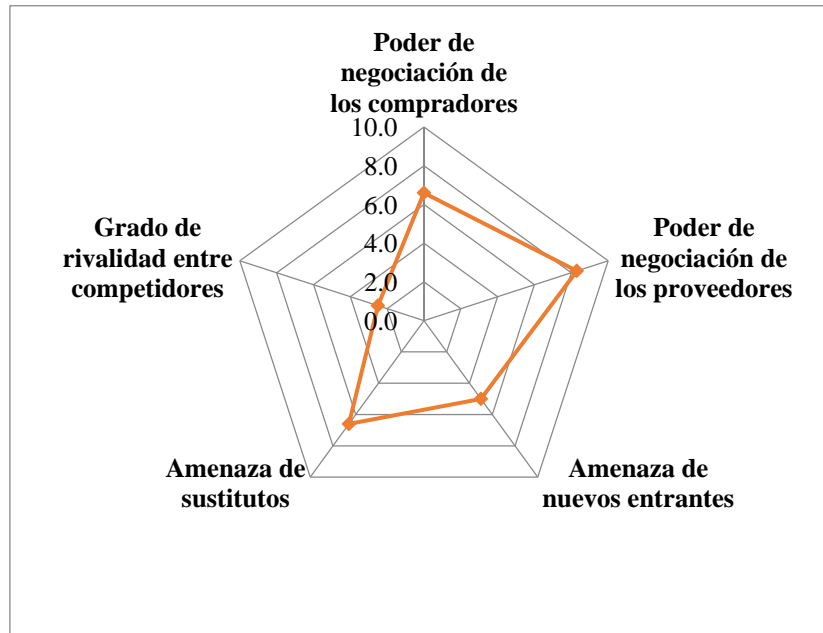 Poder de
negociación de
los compradores
10.0
8.0
6.0
4.0
2.0
0.0
Poder de
negociación de
los proveedores
Amenaza de
nuevos entrantes
Amenaza de
sustitutos
Grado de
rivalidad entre
competidores